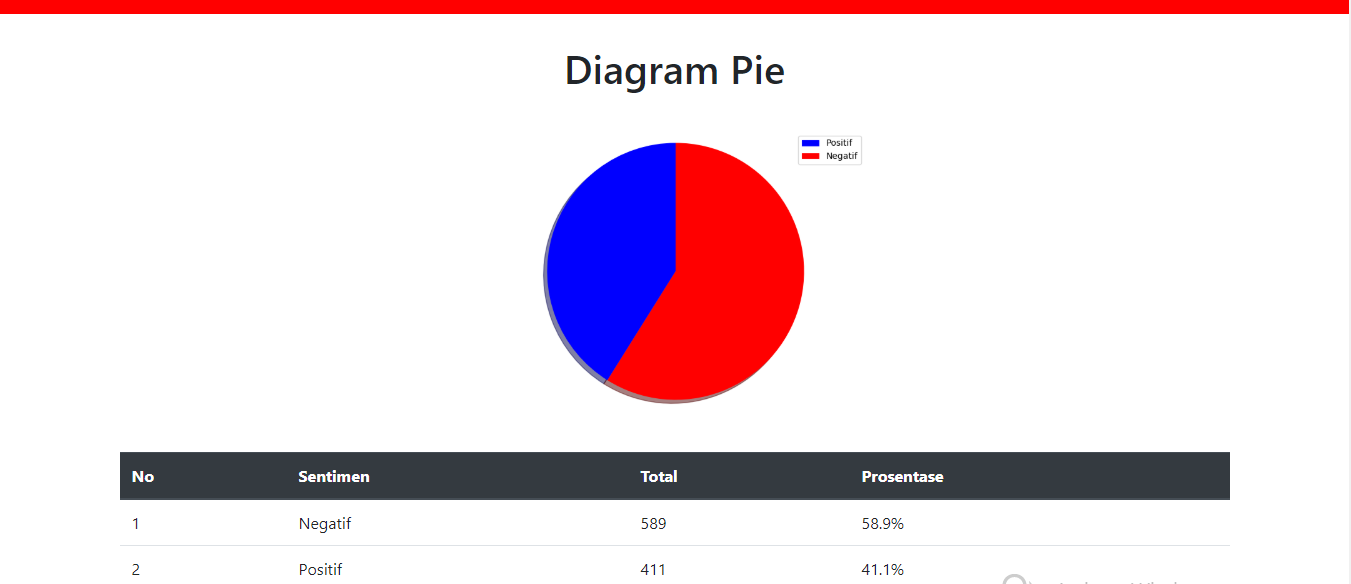 Diagram Pie
Positif
Negatif
No Sentimen Total Prosentase
1 Negatif 589 58.9%
2 Positif 411 41.1%